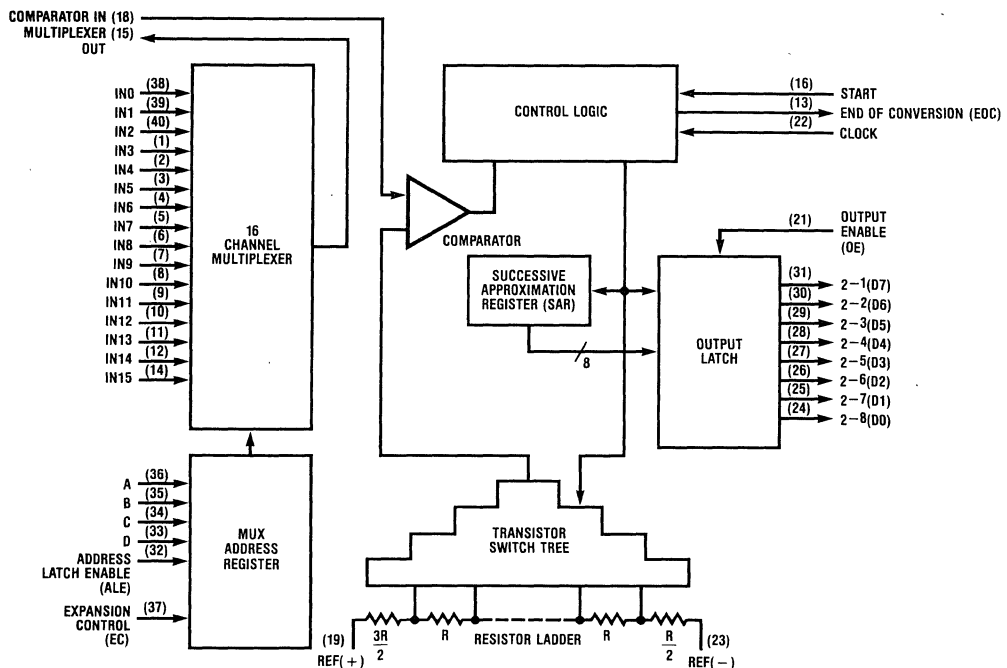 COMPARATOR IN (18)
MULTIPLEXER (15)
OUT
IN0 (38)
IN1 (39)
IN2 (40)
IN3 (1)
IN4 (2)
IN5 (3)
IN6 (4)
IN7 (5)
IN8 (6)
IN9 (7)
IN10 (8)
IN11 (9)
IN12 (10)
IN13 (11)
IN14 (12)
IN15 (14)
16
CHANNEL
MULTIPLEXER
CONTROL LOGIC
(16) START
(13) END OF CONVERSION (EOC)
(22) CLOCK
COMPARATOR
SUCCESSIVE
APPROXIMATION
REGISTER (SAR)
8
(21) OUTPUT
ENABLE
(OE)
OUTPUT
LATCH
(31) 2−1(D7)
(30) 2−2(D6)
(29) 2−3(D5)
(28) 2−4(D4)
(27) 2−5(D3)
(26) 2−6(D2)
(25) 2−7(D1)
(24) 2−8(D0)
A (36)
B (35)
C (34)
D (33)
ADDRESS (32)
LATCH ENABLE
(ALE)
EXPANSION (37)
CONTROL
(EC)
MUX
ADDRESS
REGISTER
TRANSISTOR
SWITCH TREE
3R/2 R RESISTOR LADDER R R/2
(19)
REF(+)
(23)
REF(−)